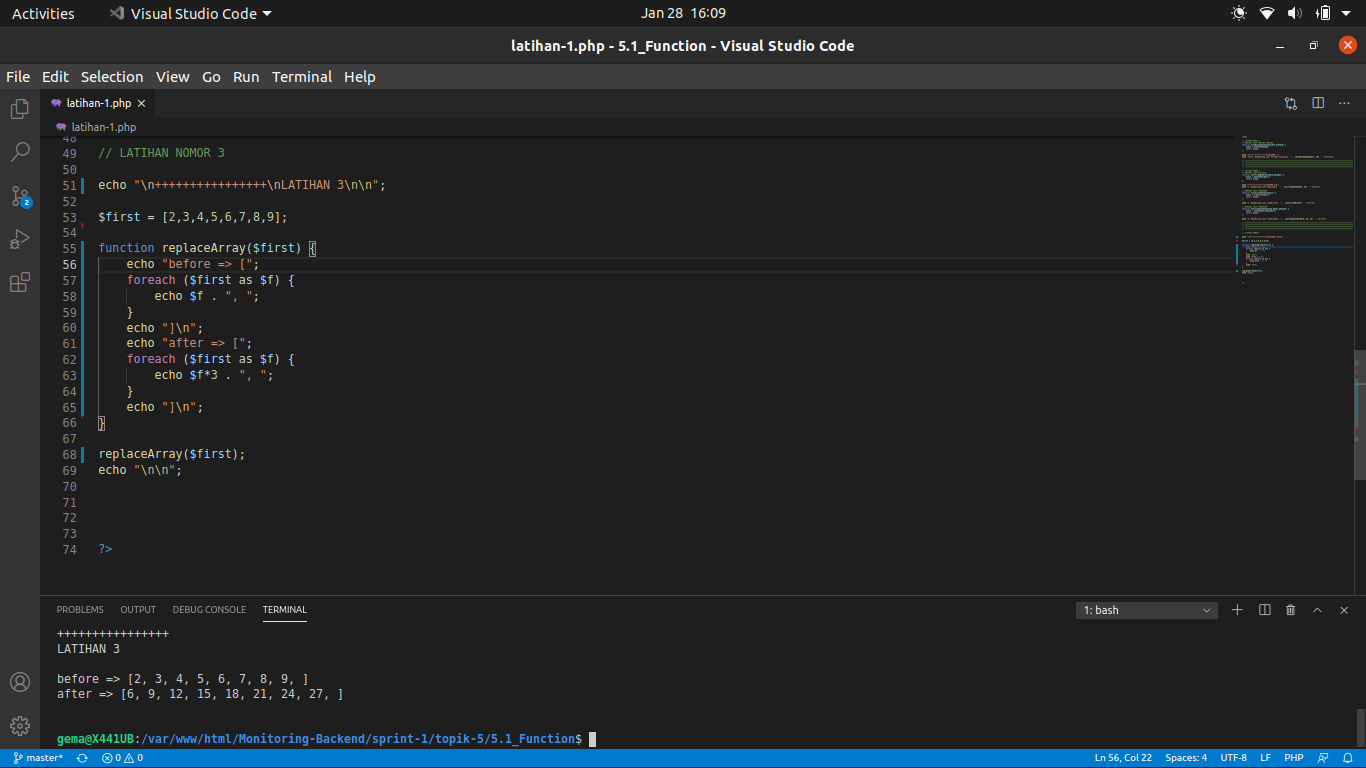 Activities Visual Studio Code Jan 28 16:09
latihan-1.php - 5.1_Function - Visual Studio Code
File Edit Selection View Go Run Terminal Help
latihan-1.php
latihan-1.php
48
49 // LATIHAN NOMOR 3
50
51 echo "\n++++++++++++++++\nLATIHAN 3\n\n";
52
53 $first = [2,3,4,5,6,7,8,9];
54
55 function replaceArray($first) {
56 echo "before => [";
57 foreach ($first as $f) {
58 echo $f . ", ";
59 }
60 echo "]\n";
61 echo "after => [";
62 foreach ($first as $f) {
63 echo $f*3 . ", ";
64 }
65 echo "]\n";
66 }
67
68 replaceArray($first);
69 echo "\n\n";
70
71
72
73
74 ?>
2
PROBLEMS OUTPUT DEBUG CONSOLE TERMINAL 1: bash
++++++++++++++++
LATIHAN 3
before => [2, 3, 4, 5, 6, 7, 8, 9, ]
after => [6, 9, 12, 15, 18, 21, 24, 27, ]
gema@X441UB:/var/www/html/Monitoring-Backend/sprint-1/topik-5/5.1_Function$
master* 0 0 Ln 56, Col 22 Spaces: 4 UTF-8 LF PHP